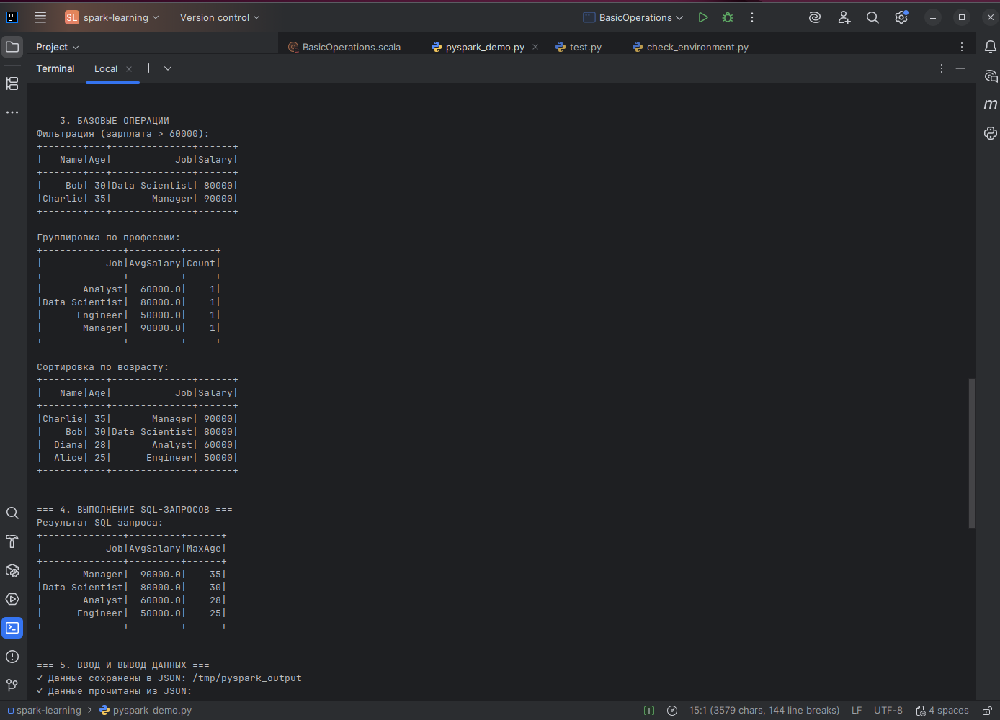 SL spark-learning Version control BasicOperations
Project BasicOperations.scala pyspark_demo.py test.py check_environment.py
Terminal Local
=== 3. БАЗОВЫЕ ОПЕРАЦИИ ===
Фильтрация (зарплата > 60000):
+-------+---+--------------+------+
|   Name|Age|           Job|Salary|
+-------+---+--------------+------+
|    Bob| 30|Data Scientist| 80000|
|Charlie| 35|       Manager| 90000|
+-------+---+--------------+------+
Группировка по профессии:
+--------------+---------+-----+
|           Job|AvgSalary|Count|
+--------------+---------+-----+
|       Analyst|  60000.0|    1|
|Data Scientist|  80000.0|    1|
|      Engineer|  50000.0|    1|
|       Manager|  90000.0|    1|
+--------------+---------+-----+
Сортировка по возрасту:
+-------+---+--------------+------+
|   Name|Age|           Job|Salary|
+-------+---+--------------+------+
|Charlie| 35|       Manager| 90000|
|    Bob| 30|Data Scientist| 80000|
|  Diana| 28|       Analyst| 60000|
|  Alice| 25|      Engineer| 50000|
+-------+---+--------------+------+
=== 4. ВЫПОЛНЕНИЕ SQL-ЗАПРОСОВ ===
Результат SQL запроса:
+--------------+---------+------+
|           Job|AvgSalary|MaxAge|
+--------------+---------+------+
|       Manager|  90000.0|    35|
|Data Scientist|  80000.0|    30|
|       Analyst|  60000.0|    28|
|      Engineer|  50000.0|    25|
+--------------+---------+------+
=== 5. ВВОД И ВЫВОД ДАННЫХ ===
✓ Данные сохранены в JSON: /tmp/pyspark_output
✓ Данные прочитаны из JSON:
spark-learning > pyspark_demo.py [T] 15:1 (3579 chars, 144 line breaks) LF UTF-8 4 spaces